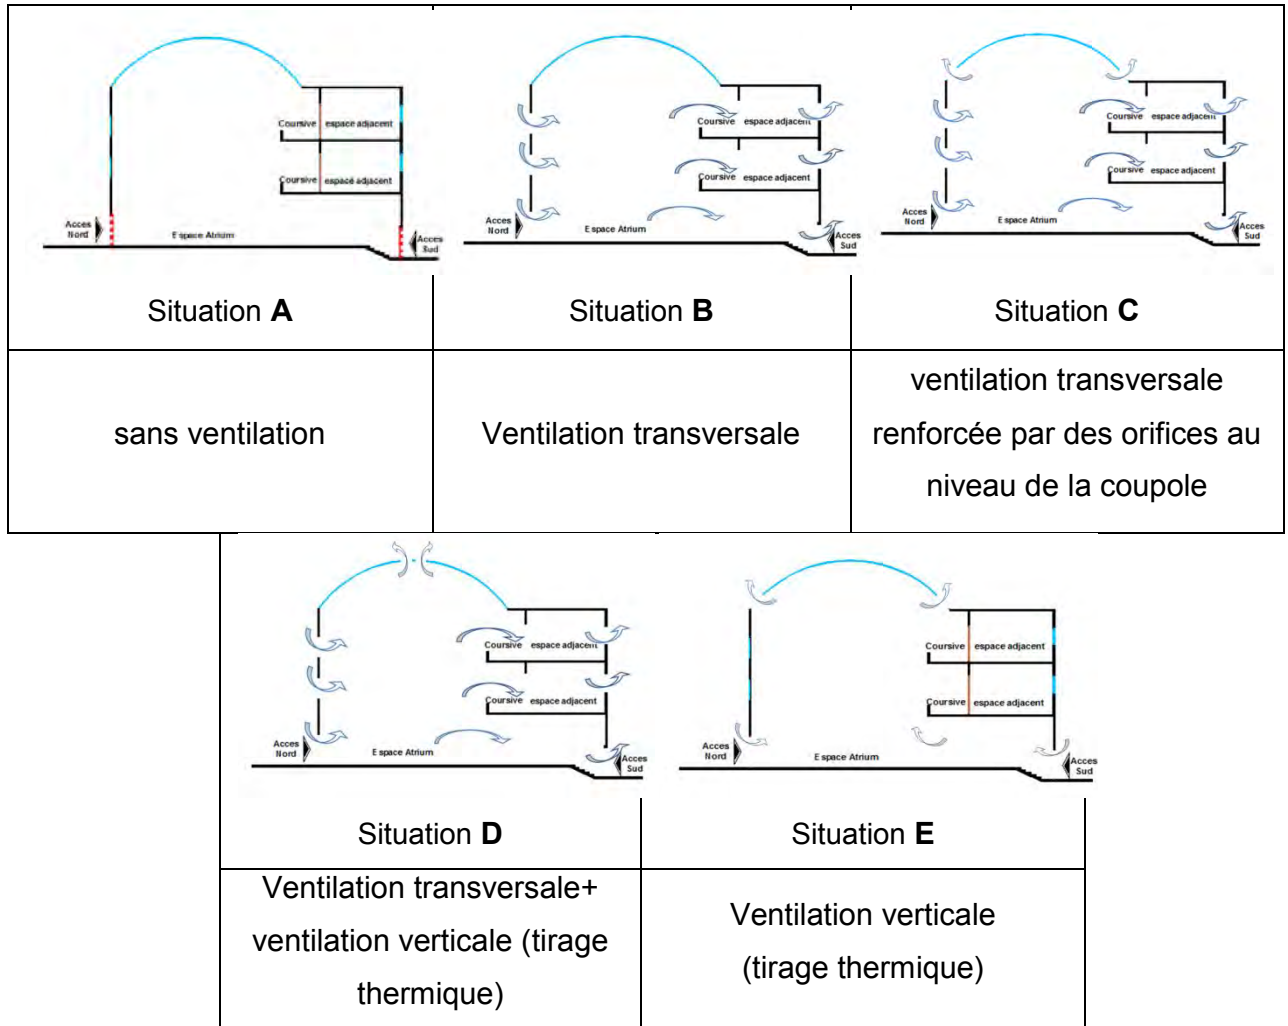 Coursive espace adjacent
Coursive espace adjacent
Acces
Nord
Espace Atrium
Acces
Sud
Coursive espace adjacent
Coursive espace adjacent
Acces
Nord
Espace Atrium
Acces
Sud
Coursive espace adjacent
Coursive espace adjacent
Acces
Nord
Espace Atrium
Acces
Sud
Situation A
Situation B
Situation C
sans ventilation
Ventilation transversale
ventilation transversale
renforcée par des orifices au
niveau de la coupole
Coursive espace adjacent
Coursive espace adjacent
Acces
Nord
Espace Atrium
Acces
Sud
Coursive espace adjacent
Coursive espace adjacent
Acces
Nord
Espace Atrium
Acces
Sud
Situation D
Situation E
Ventilation transversale+
ventilation verticale (tirage
thermique)
Ventilation verticale
(tirage thermique)